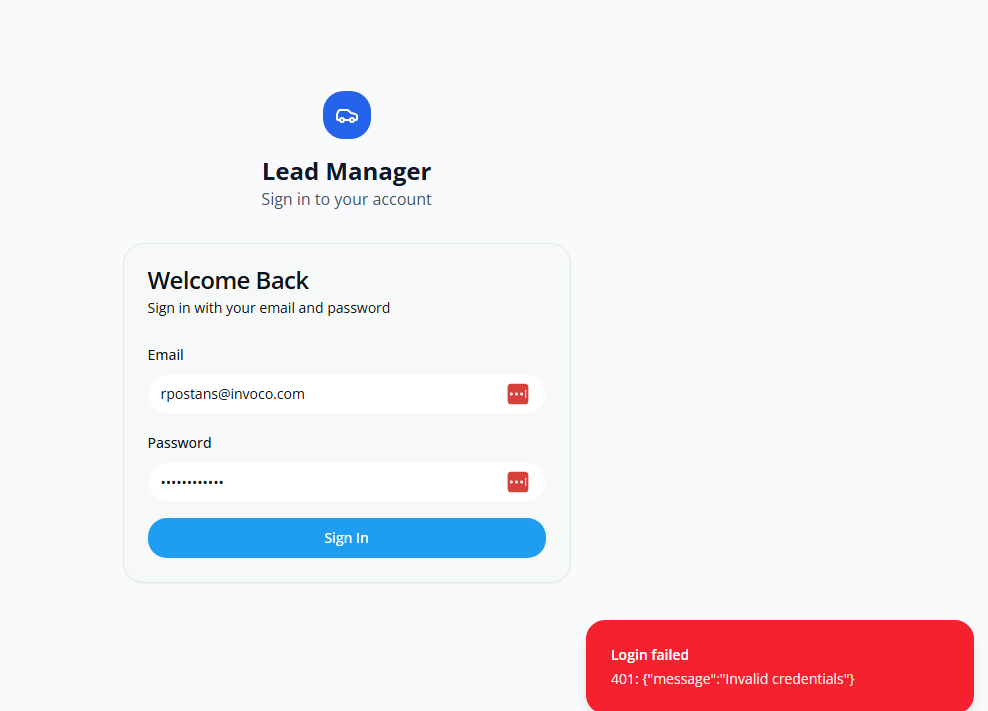 Lead Manager
Sign in to your account
Welcome Back
Sign in with your email and password
Email
rpostans@invoco.com
Password
••••••••••••
Sign In
Login failed
401: {"message":"Invalid credentials"}